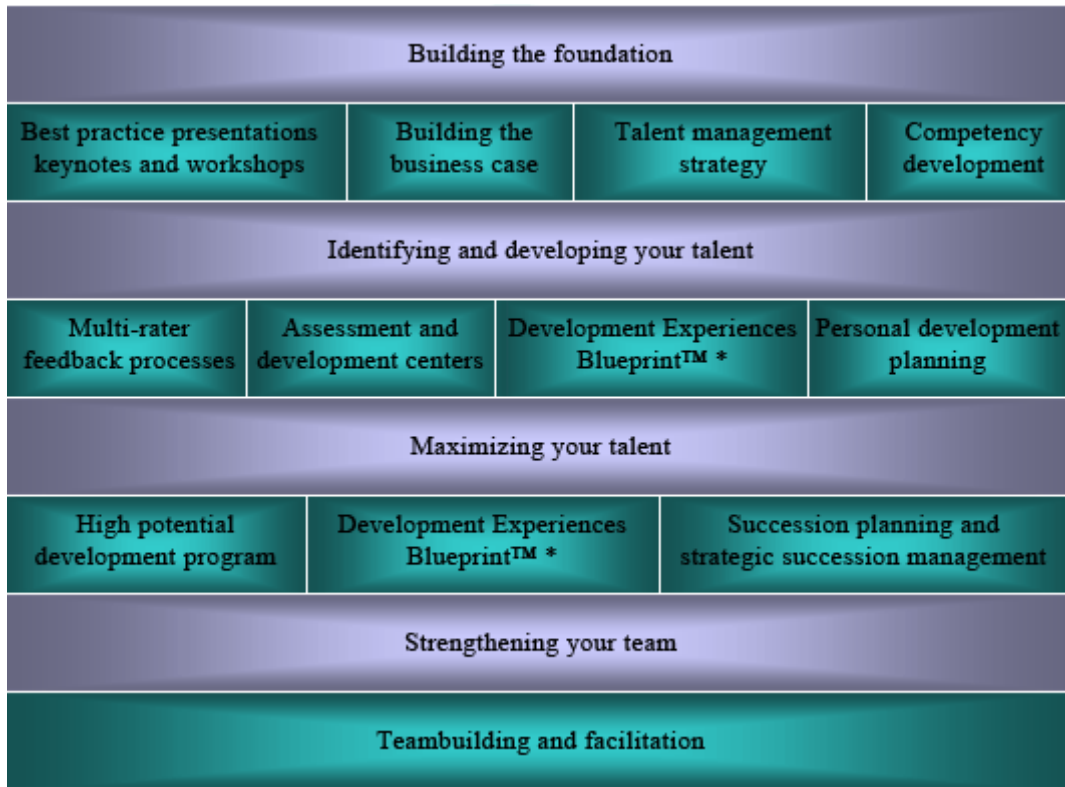 Building the foundation
Best practice presentations
keynotes and workshops
Building the
business case
Talent management
strategy
Competency
development
Identifying and developing your talent
Multi-rater
feedback processes
Assessment and
development centers
Development Experiences
Blueprint™ *
Personal development
planning
Maximizing your talent
High potential
development program
Development Experiences
Blueprint™ *
Succession planning and
strategic succession management
Strengthening your team
Teambuilding and facilitation